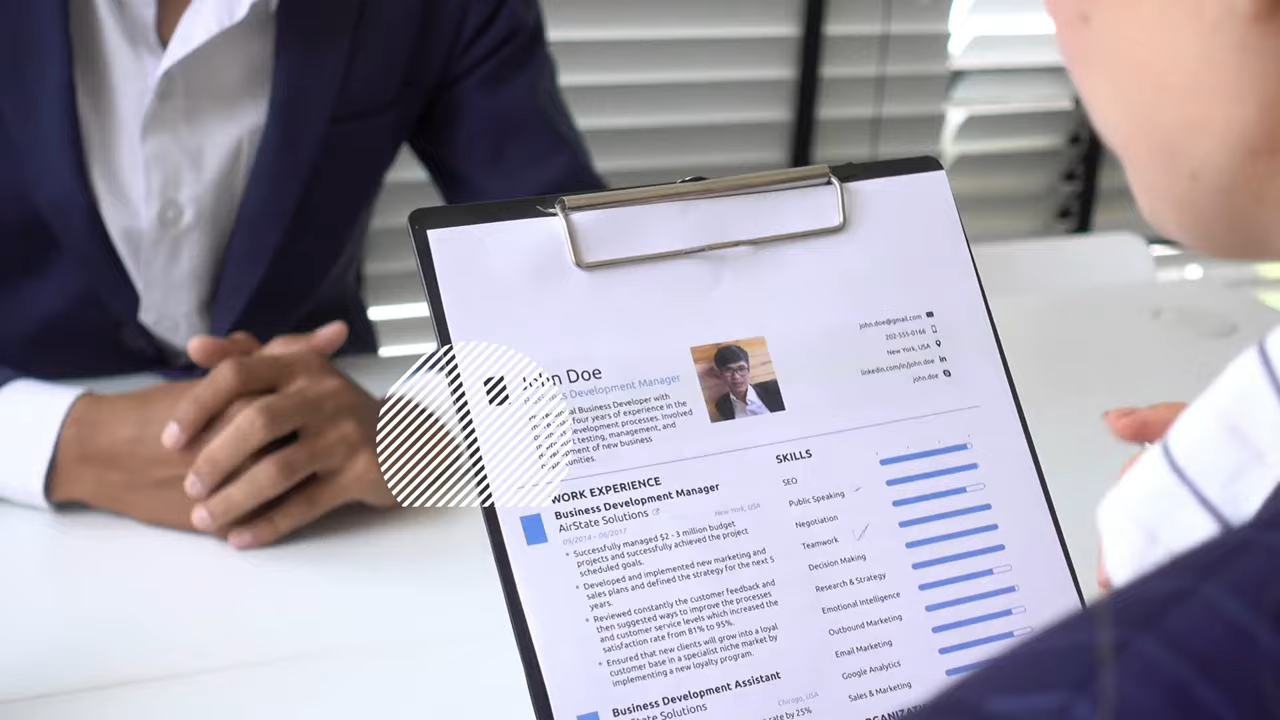 John Doe
Development Manager
Business Developer with
four years of experience in the
development processes. Involved
testing, management, and
of new business
john.doe@gmail.com
202-555-0166
New York, USA
linkedin.com/in/john.doe
john.doe
WORK EXPERIENCE
Business Development Manager
AirState Solutions
09/2014 – 06/2017
New York, USA
Successfully managed $2 - 3 million budget
projects and successfully achieved the project
scheduled goals.
Developed and implemented new marketing and
sales plans and defined the strategy for the next 5
years.
Reviewed constantly the customer feedback and
then suggested ways to improve the processes
and customer service levels which increased the
satisfaction rate from 81% to 95%.
Ensured that new clients will grow into a loyal
customer base in a specialist niche market by
implementing a new loyalty program.
Business Development Assistant
Solutions
Chicago, USA
rate by 25%
SKILLS
SEO
Public Speaking
Negotiation
Teamwork
Decision Making
Research & Strategy
Emotional Intelligence
Outbound Marketing
Email Marketing
Google Analytics
Sales & Marketing